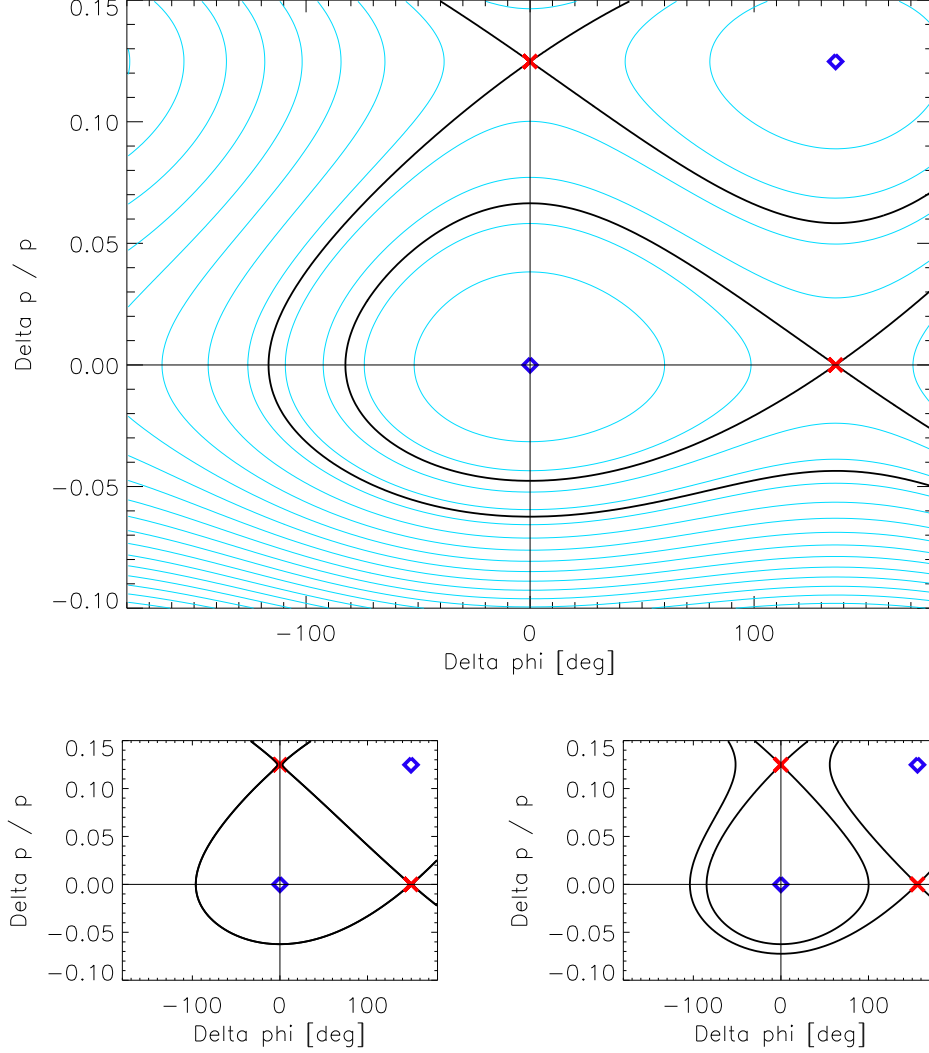 0.15
0.10
0.05
0.00
−0.05
−0.10
Delta p / p
−100 0 100
Delta phi [deg]
0.15 0.15
0.10 0.10
0.05 0.05
0.00 0.00
−0.05 −0.05
−0.10 −0.10
Delta p / p Delta p / p
−100 0 100 −100 0 100
Delta phi [deg] Delta phi [deg]